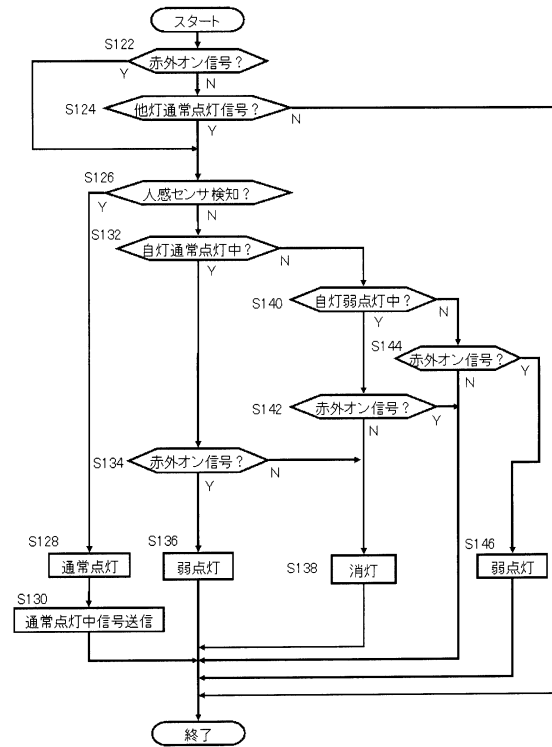 スタート
S122
赤外オン信号?
Y
N
S124
他灯通常点灯信号?
N
Y
S126
人感センサ検知?
Y
N
S132
自灯通常点灯中?
N
Y
S140
自灯弱点灯中?
N
Y
S144
赤外オン信号?
Y
N
S142
赤外オン信号?
Y
N
S134
赤外オン信号?
N
Y
S128
通常点灯
S136
弱点灯
S138
消灯
S146
弱点灯
S130
通常点灯中信号送信
終了